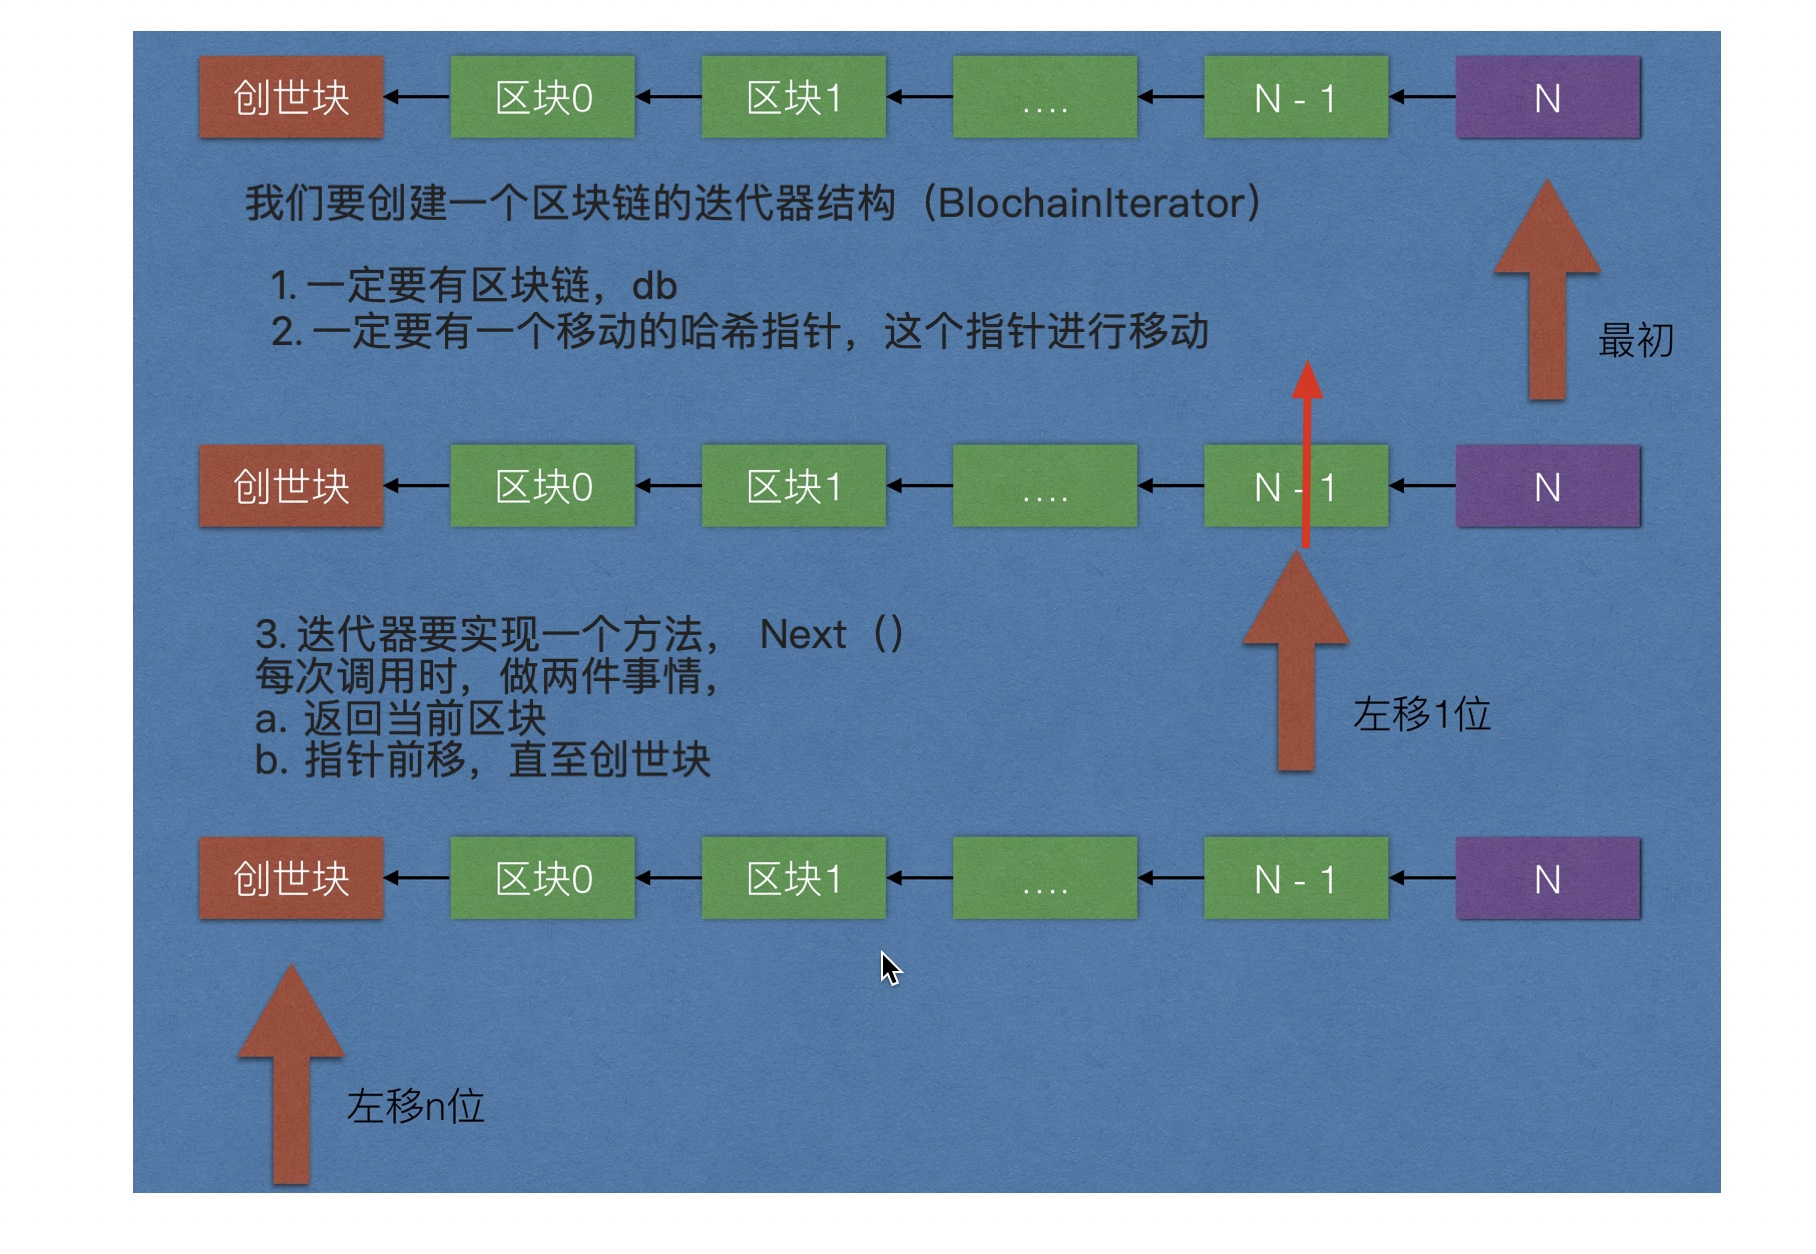 创世块 区块0 区块1 .... N - 1 N
我们要创建一个区块链的迭代器结构（BlochainIterator）
1. 一定要有区块链，db
2. 一定要有一个移动的哈希指针，这个指针进行移动
最初
创世块 区块0 区块1 .... N - 1 N
3. 迭代器要实现一个方法， Next（）
每次调用时，做两件事情，
a. 返回当前区块
b. 指针前移，直至创世块
左移1位
创世块 区块0 区块1 .... N - 1 N
左移n位